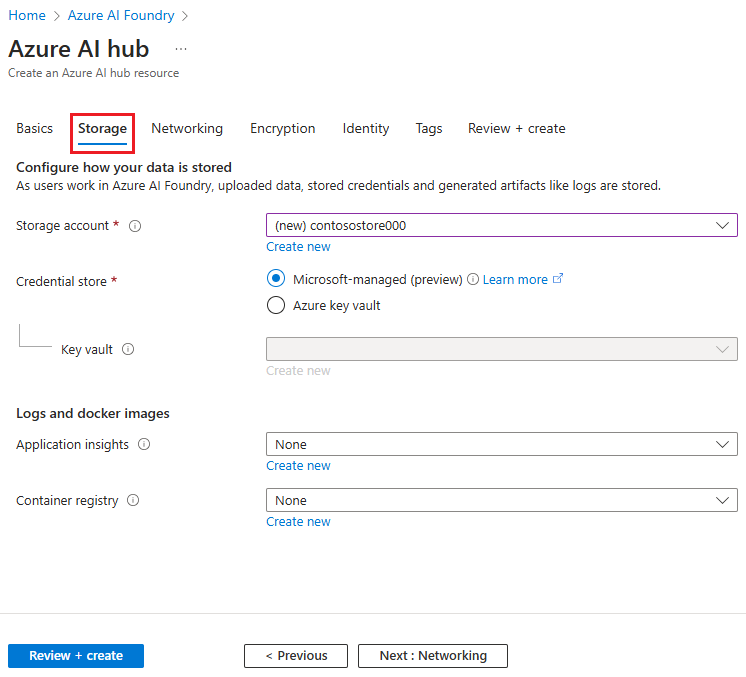 Home > Azure AI Foundry >
Azure AI hub ...
Create an Azure AI hub resource
Basics Storage Networking Encryption Identity Tags Review + create
Configure how your data is stored
As users work in Azure AI Foundry, uploaded data, stored credentials and generated artifacts like logs are stored.
Storage account * (new) contosostore000
Create new
Credential store * Microsoft-managed (preview) Learn more
Azure key vault
Key vault
Create new
Logs and docker images
Application insights None
Create new
Container registry None
Create new
Review + create < Previous Next : Networking